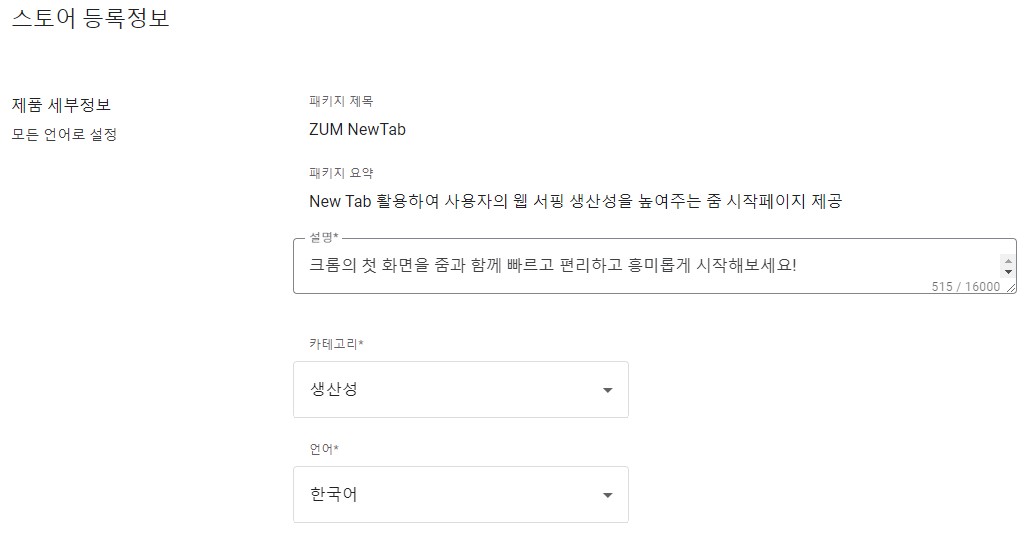 스토어 등록정보
제품 세부정보
모든 언어로 설정
패키지 제목
ZUM NewTab
패키지 요약
New Tab 활용하여 사용자의 웹 서핑 생산성을 높여주는 줌 시작페이지 제공
설명*
크롬의 첫 화면을 줌과 함께 빠르고 편리하고 흥미롭게 시작해보세요!
515 / 16000
카테고리*
생산성
언어*
한국어